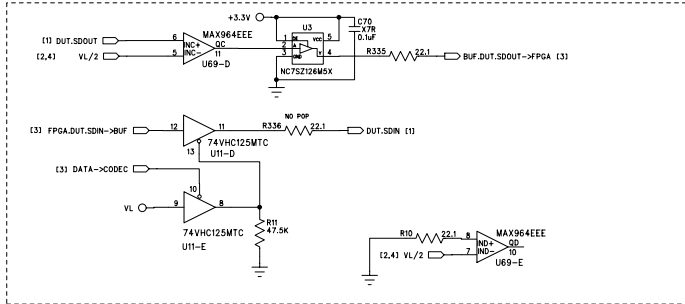 +3.3V
U3
C70
X7R
0.1uF
MAX964EEE
[1] DUT.SDOUT
6
INC+
QC
[2,4] VL/2
5
INC-
11
U69-D
1
OE
VCC
5
2
A
3
GND
Y
4
NC7SZ126M5X
R335
22.1
BUF.DUT.SDOUT->FPGA [3]
NO POP
[3] FPGA.DUT.SDIN->BUF
12
11
R336
22.1
DUT.SDIN [1]
13
74VHC125MTC
U11-D
[3] DATA->CODEC
10
VL
9
8
74VHC125MTC
U11-E
R11
47.5K
R10
22.1
8
IND+
MAX964EEE
QD
[2,4] VL/2
7
IND-
10
U69-E